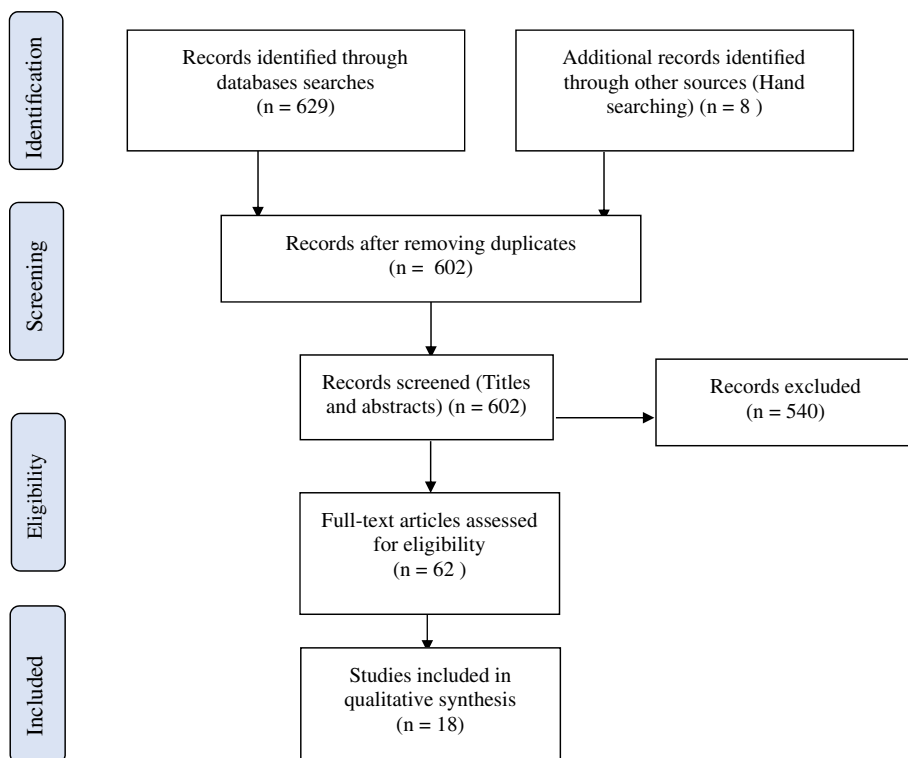 Identification
Records identified through
databases searches
(n = 629)
Additional records identified
through other sources (Hand
searching) (n = 8 )
Screening
Records after removing duplicates
(n =  602)
Records screened (Titles
and abstracts) (n = 602)
Records excluded
(n = 540)
Eligibility
Full-text articles assessed
for eligibility
(n = 62 )
Included
Studies included in
qualitative synthesis
(n = 18)